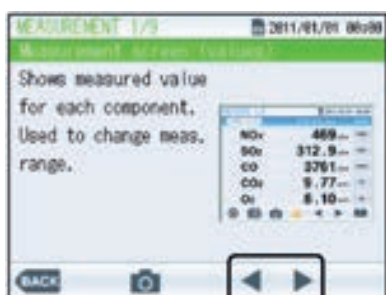 MEASUREMENT 1/9 2011/01/01 00:00
Measurement screen (values)
Shows measured value
for each component.
Used to change meas.
range.
NOx 469
SO₂ 312.9
CO 3761
CO₂ 9.77
O₂ 8.10
BACK